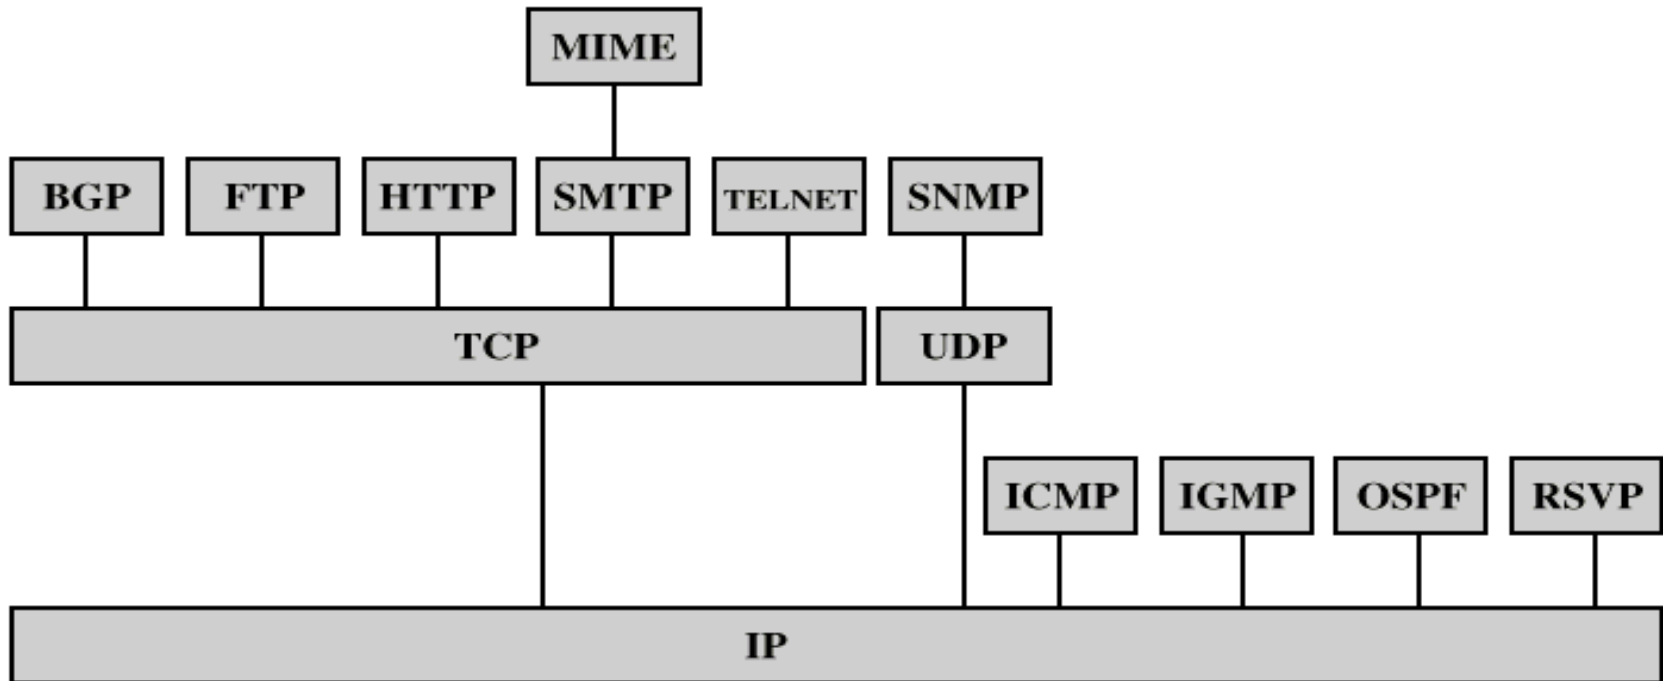 MIME
BGP FTP HTTP SMTP TELNET SNMP
TCP UDP
ICMP IGMP OSPF RSVP
IP